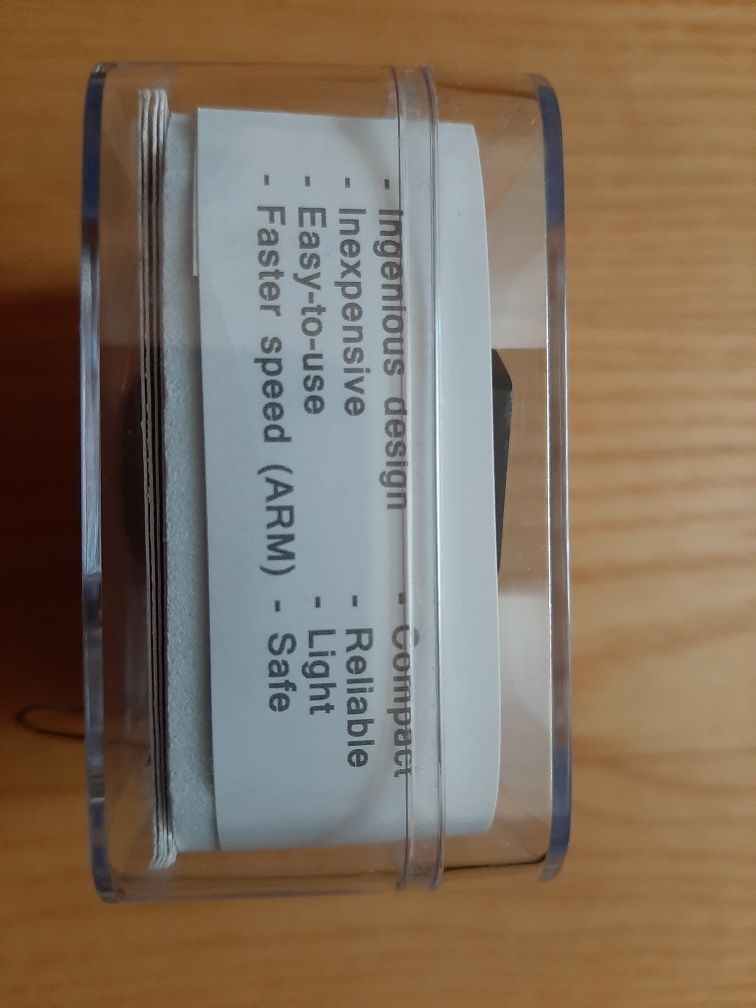 - Ingenious design - Compact
- Inexpensive - Reliable
- Easy-to-use - Light
- Faster speed (ARM) - Safe